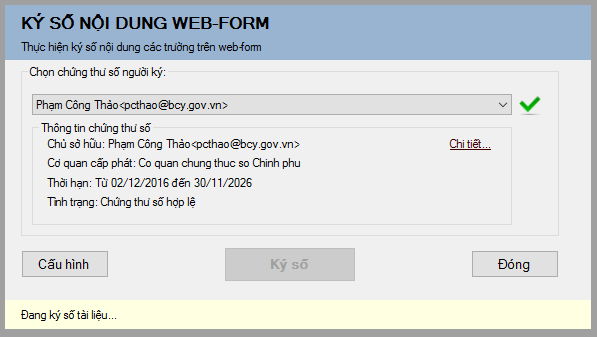 KÝ SỐ NỘI DUNG WEB-FORM
Thực hiện ký số nội dung các trường trên web-form
Chọn chứng thư số người ký:
Phạm Công Thảo<pcthao@bcy.gov.vn>
Thông tin chứng thư số
Chủ sở hữu: Phạm Công Thảo<pcthao@bcy.gov.vn>
Chi tiết...
Cơ quan cấp phát: Co quan chung thuc so Chinh phu
Thời hạn: Từ 02/12/2016 đến 30/11/2026
Tình trạng: Chứng thư số hợp lệ
Cấu hình
Ký số
Đóng
Đang ký số tài liệu...